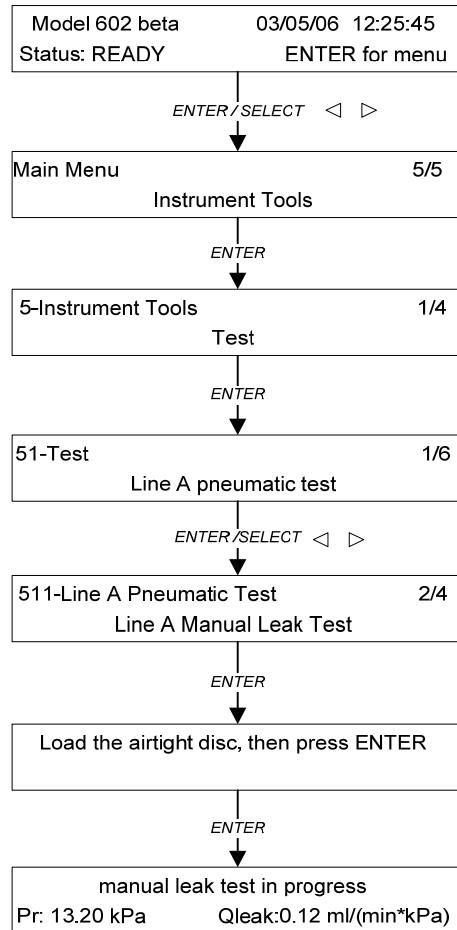 Model 602 beta 03/05/06 12:25:45
Status: READY ENTER for menu
ENTER/SELECT ◁ ▷
Main Menu 5/5
Instrument Tools
ENTER
5-Instrument Tools 1/4
Test
ENTER
51-Test 1/6
Line A pneumatic test
ENTER/SELECT ◁ ▷
511-Line A Pneumatic Test 2/4
Line A Manual Leak Test
ENTER
Load the airtight disc, then press ENTER
ENTER
manual leak test in progress
Pr: 13.20 kPa Qleak:0.12 ml/(min*kPa)